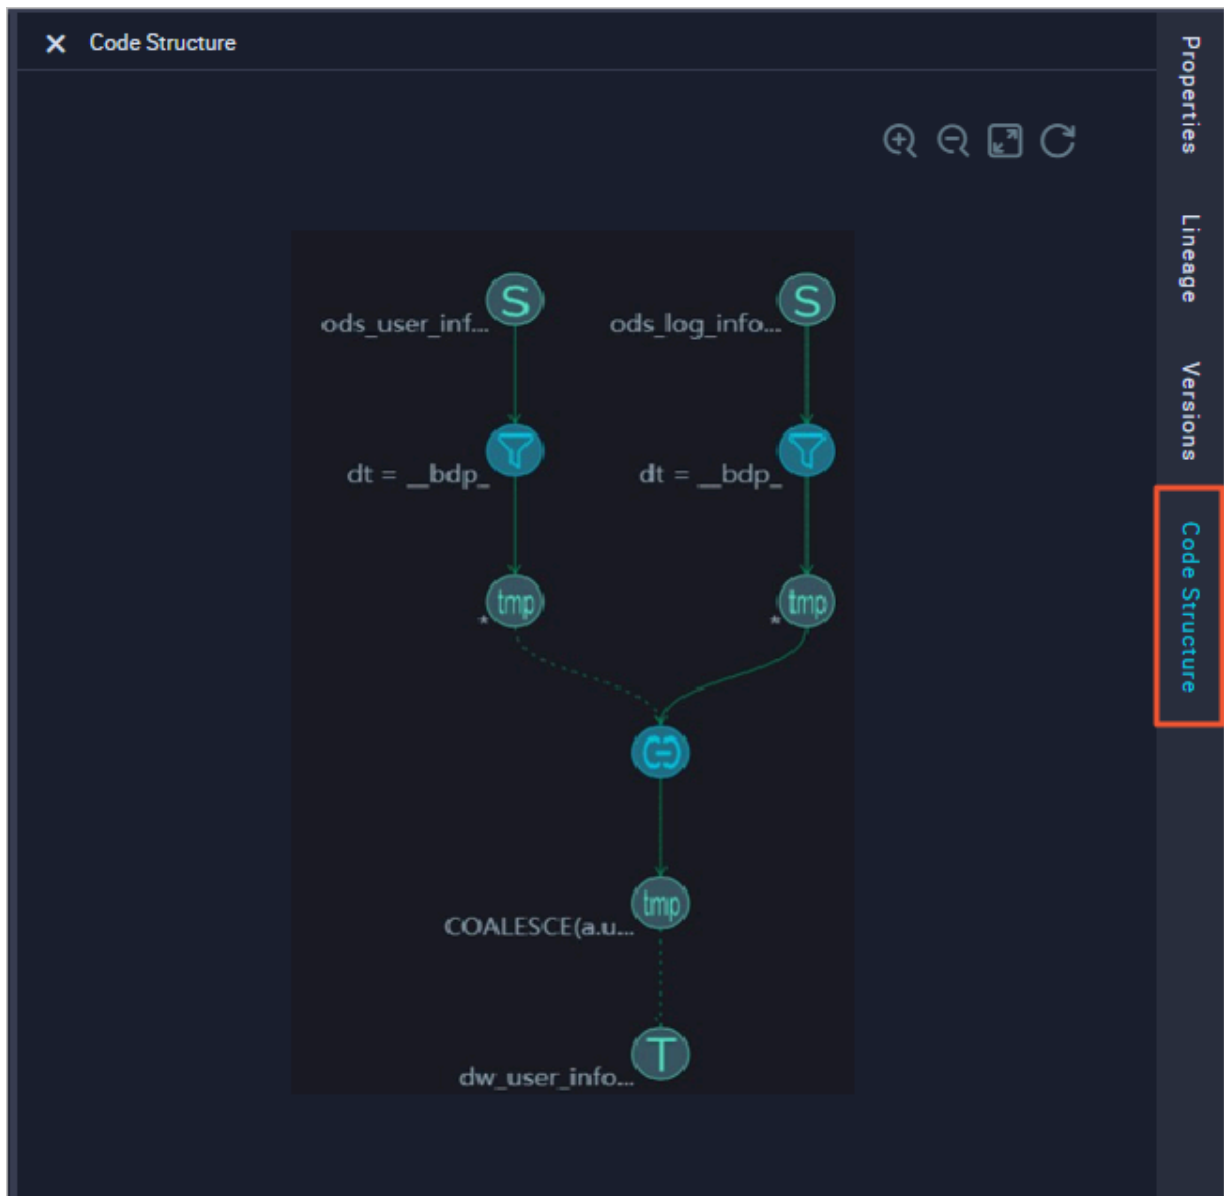 Code Structure
Properties
Lineage
Versions
Code Structure
S
S
ods_user_inf...
ods_log_info...
dt = __bdp_
dt = __bdp_
tmp
tmp
*
*
tmp
COALESCE(a.u...
T
dw_user_info...